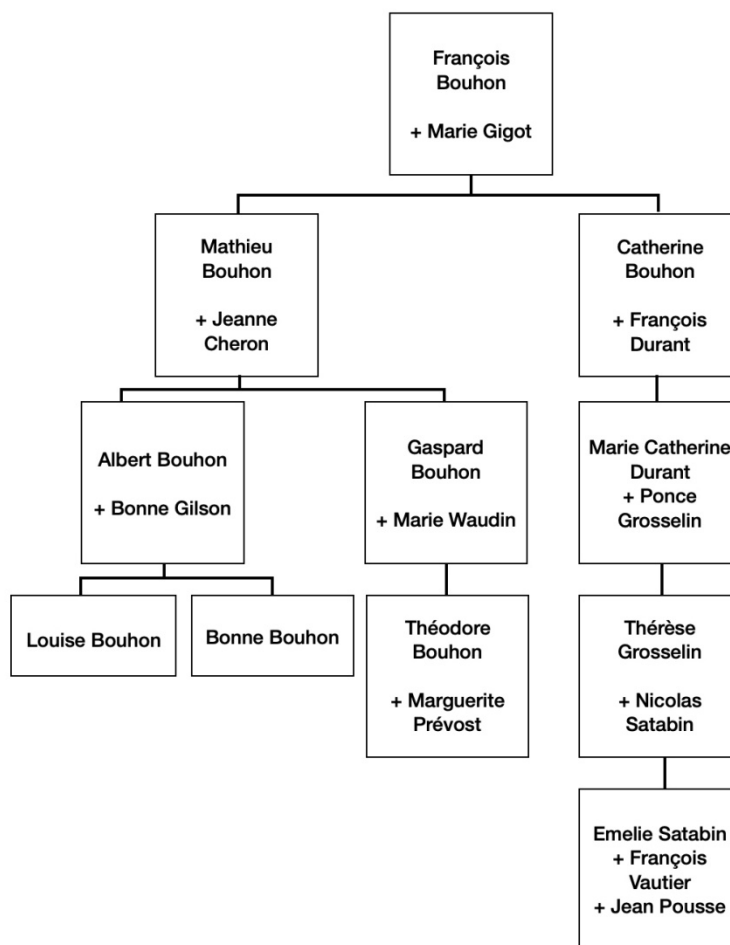 François
Bouhon
+ Marie Gigot
Mathieu
Bouhon
+ Jeanne
Cheron
Catherine
Bouhon
+ François
Durant
Albert Bouhon
+ Bonne Gilson
Gaspard
Bouhon
+ Marie Waudin
Marie Catherine
Durant
+ Ponce
Grosselin
Louise Bouhon
Bonne Bouhon
Théodore
Bouhon
+ Marguerite
Prévost
Thérèse
Grosselin
+ Nicolas
Satabin
Emelie Satabin
+ François
Vautier
+ Jean Pousse